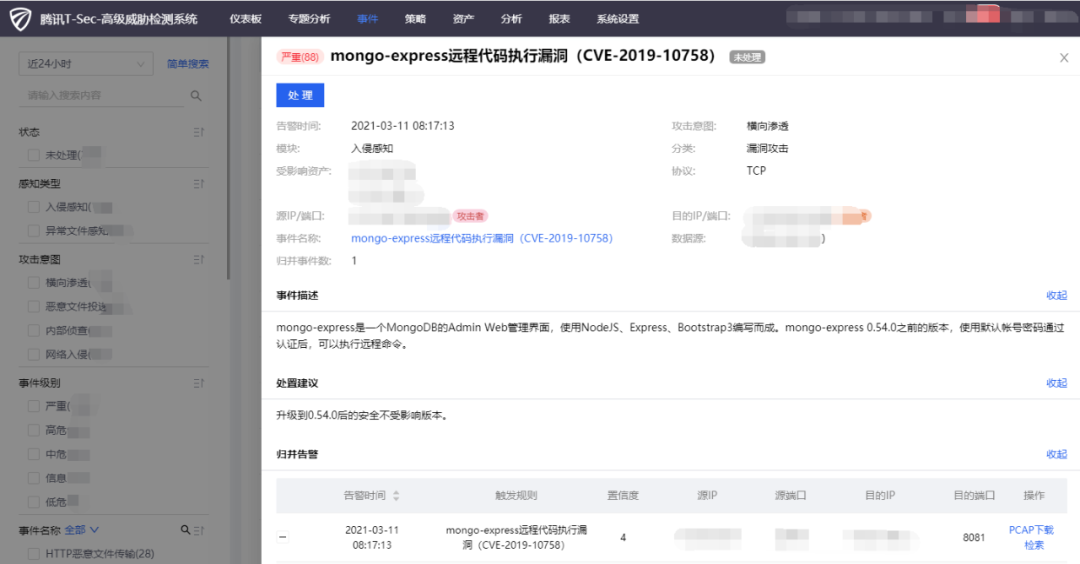 腾讯T-Sec-高级威胁检测系统 仪表板 专题分析 事件 策略 资产 分析 报表 系统设置
近24小时 简单搜索
请输入搜索内容
状态
未处理(
感知类型
入侵感知(
异常文件感知
攻击意图
横向渗透(
恶意文件投递
内部侦查(
网络入侵(
事件级别
严重(
高危
中危
信息
低危
事件名称 全部
HTTP恶意文件传输(28)
严重(88) mongo-express远程代码执行漏洞（CVE-2019-10758） 未处理
处 理
告警时间: 2021-03-11 08:17:13 攻击意图: 横向渗透
模块: 入侵感知 分类: 漏洞攻击
受影响资产: 协议: TCP
源IP/端口: 攻击者 目的IP/端口:
事件名称: mongo-express远程代码执行漏洞（CVE-2019-10758） 数据源: )
归并事件数: 1
事件描述 收起
mongo-express是一个MongoDB的Admin Web管理界面，使用NodeJS、Express、Bootstrap3编写而成。mongo-express 0.54.0之前的版本，使用默认帐号密码通过
认证后，可以执行远程命令。
处置建议 收起
升级到0.54.0后的安全不受影响版本。
归并告警 收起
告警时间 触发规则 置信度 源IP 源端口 目的IP 目的端口 操作
2021-03-11 mongo-express远程代码执行漏 PCAP下载
4 8081
08:17:13 洞（CVE-2019-10758） 检索